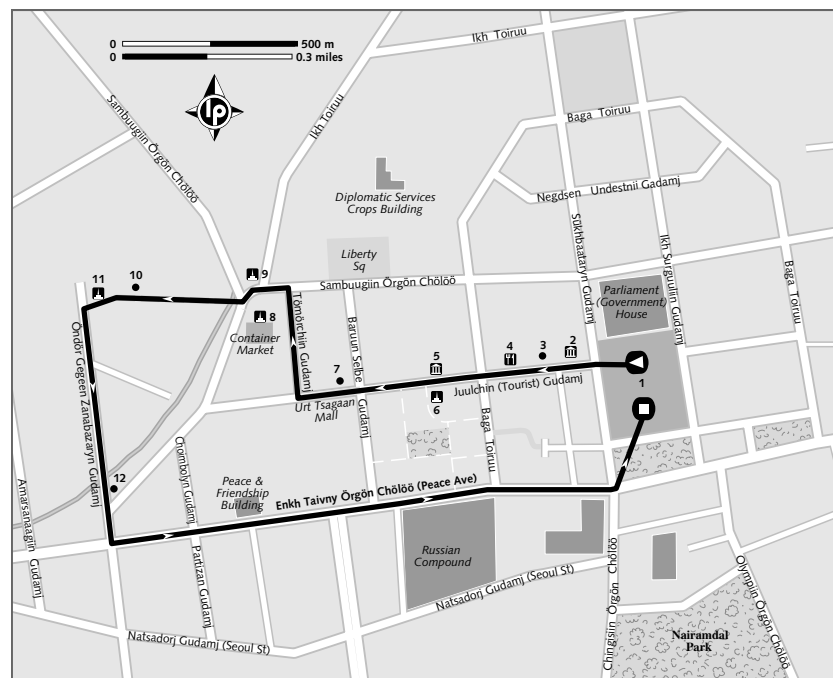 0
500 m
0
0.3 miles
lp
Ikh Toiruu
Sambuugiin Örgön Chölöö
Ikh Toiruu
Baga Toiruu
Diplomatic Services
Crops Building
Negdsen Undestnii Gadamj
Sükhbaataryn Gudamj
Ikh Surguuliin Gudamj
Baga Toiruu
Liberty
Sq
11
10
9
Sambuugiin Örgön Chölöö
Parliament
(Government)
House
8
Container
Market
Tömörchiin Gudamj
Baruun Selbe
Gudamj
7
5
4
3
2
1
Juulchin (Tourist) Gudamj
Urt Tsagaan
Mall
6
Baga
Toiruu
Öndör Gegeen Zanabazaryn Gudamj
12
Chombolyn Gudamj
Peace &
Friendship
Building
Enkh Taivny Örgön Chölöö (Peace Ave)
Amarsanaagiin Gudamj
Partizan Gudamj
Russian
Compound
Natsadorj Gudamj (Seoul St)
Chingisiin Örgön Chölöö
Olympiin Örgön Chölöö
Natsadorj Gudamj (Seoul St)
Nairamdal
Park